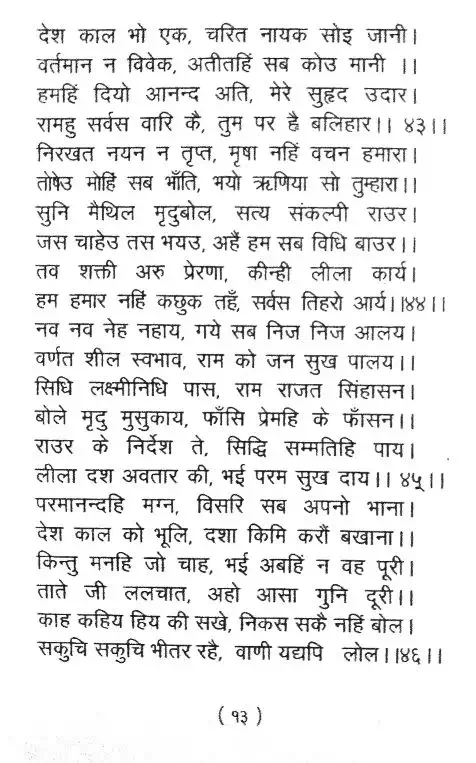 देश काल भो एक, चरित नायक सोइ जानी।
वर्तमान न विवेक, अतीतहिं सब कोउ मानी ।।
हमहिं दियो आनन्द अति, मेरे सुहृद उदार।
रामहु सर्वस वारि कै, तुम पर है बलिहार।। ४३।।
निरखत नयन न तृप्त, मृषा नहिं वचन हमारा।
तोषेउ मोहिं सब भाँति, भयो ऋणिया सो तुम्हारा।।
सुनि मैथिल मृदुबोल, सत्य संकल्पी राउर।
जस चाहेउ तस भयउ, अहैं हम सब विधि बाउर।।
तव शक्ती अरु प्रेरणा, कीन्ही लीला कार्य।
हम हमार नहिं कछुक तहँ, सर्वस तिहरो आर्य।।४४।।
नव नव नेह नहाय, गये सब निज निज आलय।
वर्णत शील स्वभाव, राम को जन सुख पालय।।
सिधि लक्ष्मीनिधि पास, राम राजत सिंहासन।
बोले मृदु मुसुकाय, फाँसि प्रेमहि के फाँसन।।
राउर के निर्देश ते, सिद्धि सम्मतिहि पाय।
लीला दश अवतार की, भई परम सुख दाय।। ४५।।
परमानन्दहि मग्न, विसरि सब अपनो भाना।
देश काल को भूलि, दशा किमि करौं बखाना।।
किन्तु मनहि जो चाह, भई अबहिं न वह पूरी।
ताते जी ललचात, अहो आसा गुनि दूरी।।
काह कहिय हिय की सखे, निकस सकै नहिं बोल।
सकुचि सकुचि भीतर रहै, वाणी यद्यपि लोल।।४६।।
( १३ )